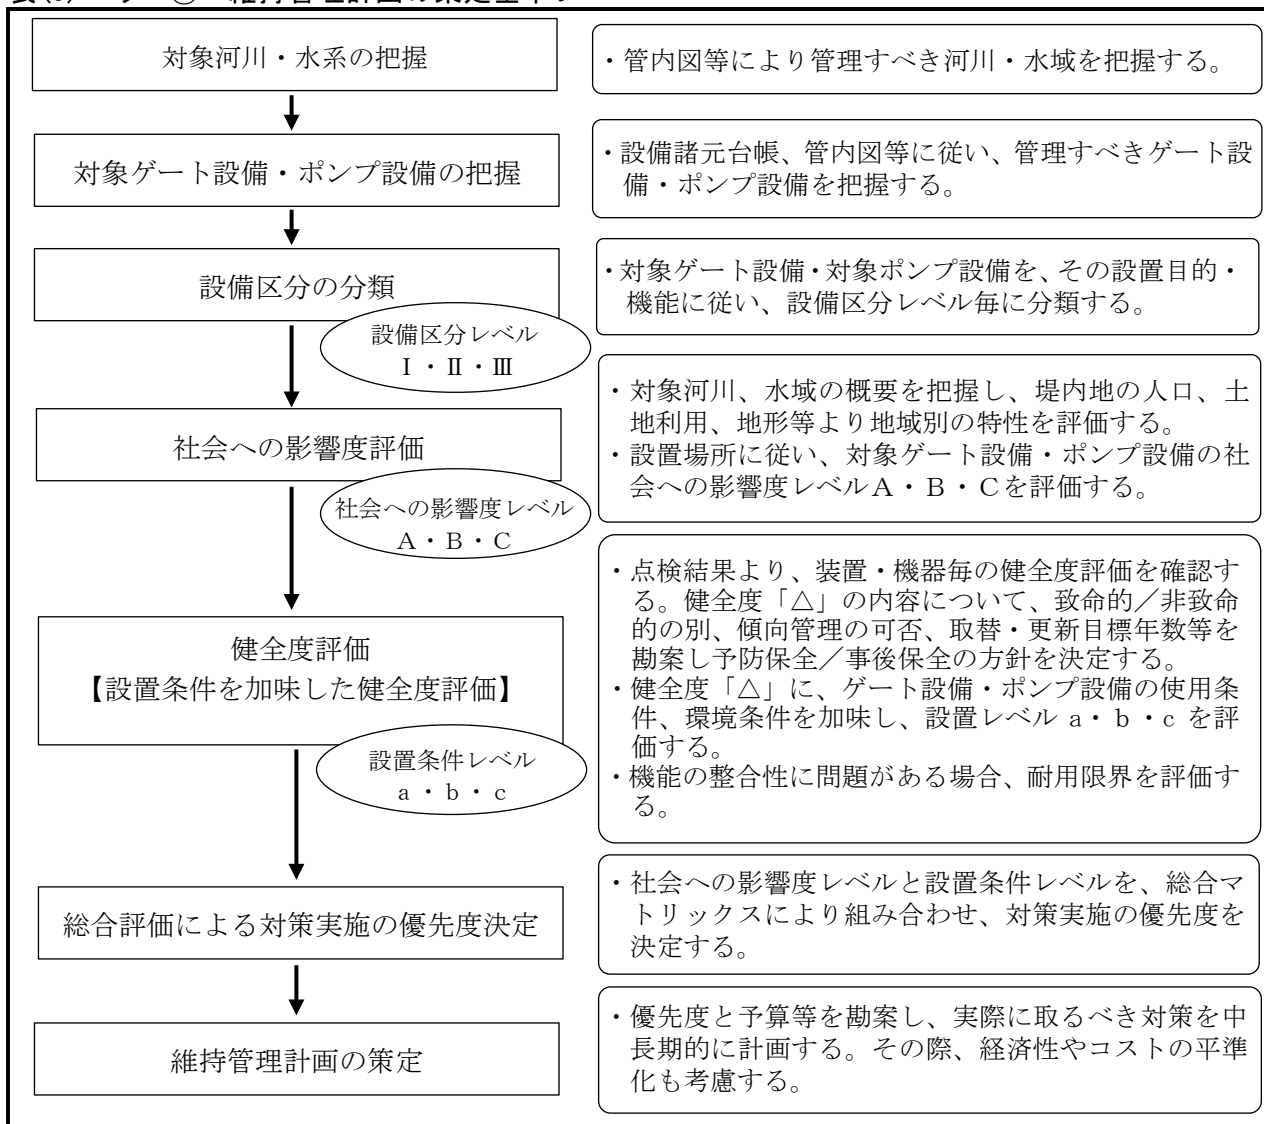 対象河川・水系の把握
・管内図等により管理すべき河川・水域を把握する。
対象ゲート設備・ポンプ設備の把握
・設備諸元台帳、管内図等に従い、管理すべきゲート設
備・ポンプ設備を把握する。
設備区分の分類
設備区分レベル
Ⅰ・Ⅱ・Ⅲ
・対象ゲート設備・対象ポンプ設備を、その設置目的・
機能に従い、設備区分レベル毎に分類する。
社会への影響度評価
社会への影響度レベル
A・B・C
・対象河川、水域の概要を把握し、堤内地の人口、土
地利用、地形等より地域別の特性を評価する。
・設置場所に従い、対象ゲート設備・ポンプ設備の社
会への影響度レベルA・B・Cを評価する。
健全度評価
【設置条件を加味した健全度評価】
設置条件レベル
a・b・c
・点検結果より、装置・機器毎の健全度評価を確認す
る。健全度「△」の内容について、致命的/非致命
的の別、傾向管理の可否、取替・更新目標年数等を
勘案し予防保全/事後保全の方針を決定する。
・健全度「△」に、ゲート設備・ポンプ設備の使用条
件、環境条件を加味し、設置レベル a・b・c を評
価する。
・機能の整合性に問題がある場合、耐用限界を評価す
る。
総合評価による対策実施の優先度決定
・社会への影響度レベルと設置条件レベルを、総合マ
トリックスにより組み合わせ、対策実施の優先度を
決定する。
維持管理計画の策定
・優先度と予算等を勘案し、実際に取るべき対策を中
長期的に計画する。その際、経済性やコストの平準
化も考慮する。